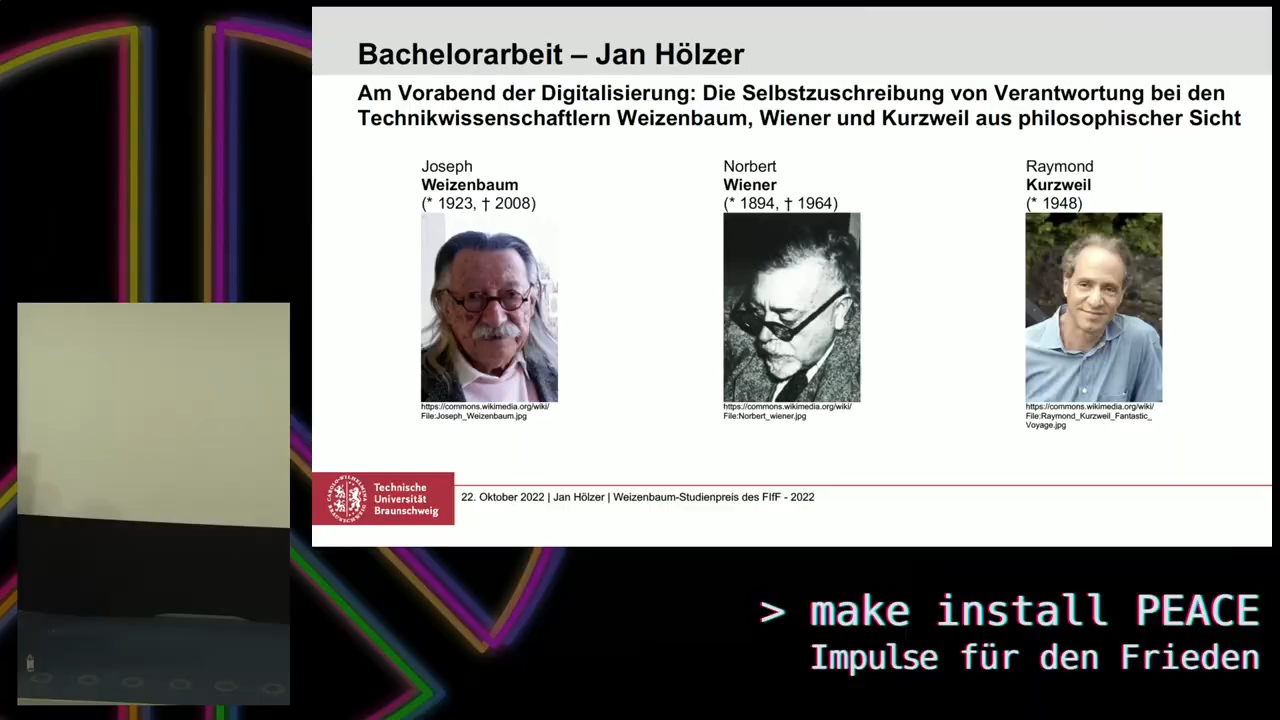 Bachelorarbeit – Jan Hölzer
Am Vorabend der Digitalisierung: Die Selbstzuschreibung von Verantwortung bei den
Technikwissenschaftlern Weizenbaum, Wiener und Kurzweil aus philosophischer Sicht
Joseph
Weizenbaum
(* 1923, † 2008)
https://commons.wikimedia.org/wiki/
File:Joseph_Weizenbaum.jpg
Norbert
Wiener
(* 1894, † 1964)
https://commons.wikimedia.org/wiki/
File:Norbert_wiener.jpg
Raymond
Kurzweil
(* 1948)
https://commons.wikimedia.org/wiki/
File:Raymond_Kurzweil_Fantastic_
Voyage.jpg
Technische
Universität
Braunschweig
22. Oktober 2022 | Jan Hölzer | Weizenbaum-Studienpreis des FIfF - 2022
> make install PEACE
Impulse für den Frieden